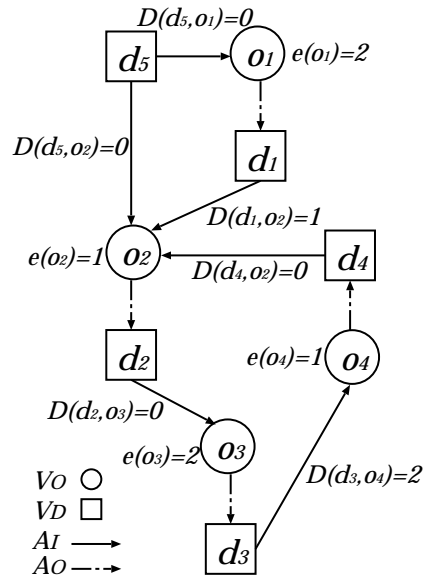 D(d5,o1)=0
d5
o1
e(o1)=2
D(d5,o2)=0
d1
D(d1,o2)=1
e(o2)=1
o2
D(d4,o2)=0
d4
d2
e(o4)=1
o4
D(d2,o3)=0
e(o3)=2
o3
D(d3,o4)=2
d3
VO
VD
AI
AO